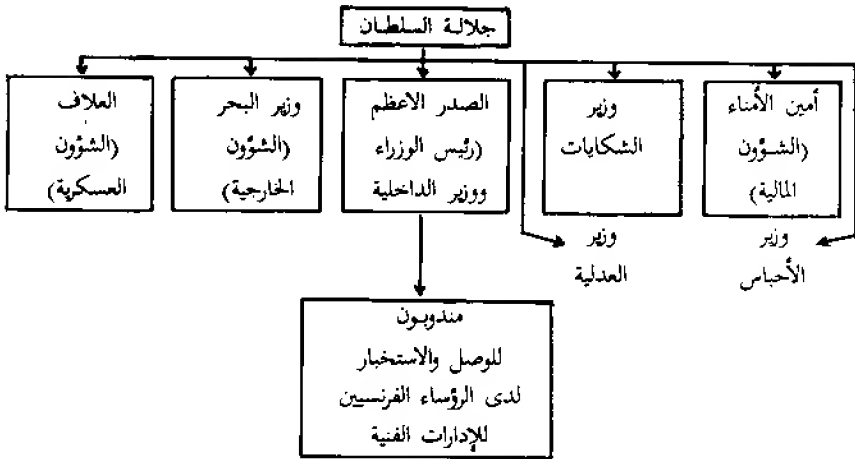 جلالة السلطان
أمين الأمناء
(الشؤون
المالية)
وزير
الشكايات
الصدر الاعظم
(رئيس الوزراء
ووزير الداخلية
وزير البحر
(الشؤون
الخارجية)
العلاف
(الشؤون
العسكرية)
وزير
الأحباس
وزير
العدلية
مندوبون
للوصل والاستخبار
لدى الرؤساء الفرنسيين
للإدارات الفنية